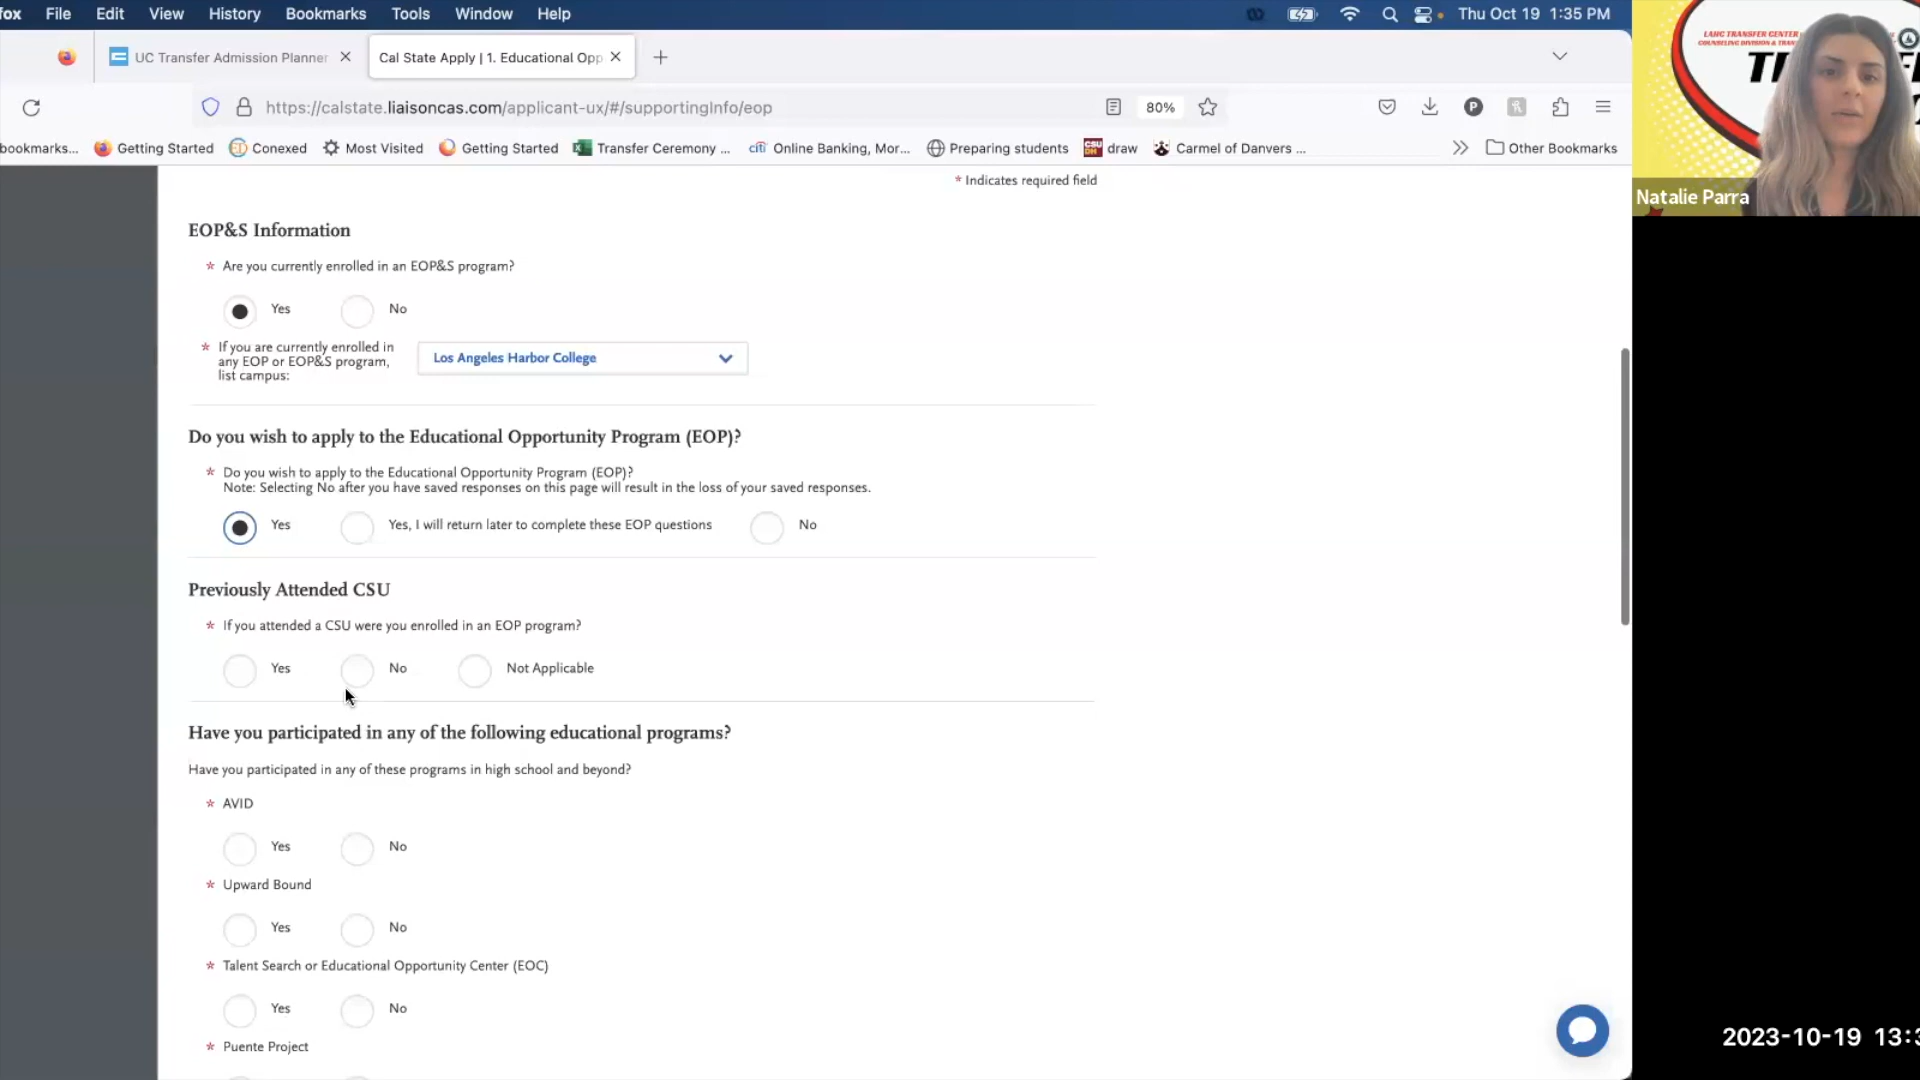 fox File Edit View History Bookmarks Tools Window Help Thu Oct 19 1:35 PM
UC Transfer Admission Planner
Cal State Apply | 1. Educational Opp
https://calstate.liaisoncas.com/applicant-ux/#/supportingInfo/eop 80%
bookmarks... Getting Started Conexed Most Visited Getting Started Transfer Ceremony ... Online Banking, Mor... Preparing students draw Carmel of Danvers ... Other Bookmarks
* Indicates required field
EOP&S Information
* Are you currently enrolled in an EOP&S program?
Yes No
* If you are currently enrolled in
any EOP or EOP&S program,
list campus:
Los Angeles Harbor College
Do you wish to apply to the Educational Opportunity Program (EOP)?
* Do you wish to apply to the Educational Opportunity Program (EOP)?
Note: Selecting No after you have saved responses on this page will result in the loss of your saved responses.
Yes Yes, I will return later to complete these EOP questions No
Previously Attended CSU
* If you attended a CSU were you enrolled in an EOP program?
Yes No Not Applicable
Have you participated in any of the following educational programs?
Have you participated in any of these programs in high school and beyond?
* AVID
Yes No
* Upward Bound
Yes No
* Talent Search or Educational Opportunity Center (EOC)
Yes No
* Puente Project
LAHC TRANSFER CENTER
Natalie Parra
2023-10-19 13:3